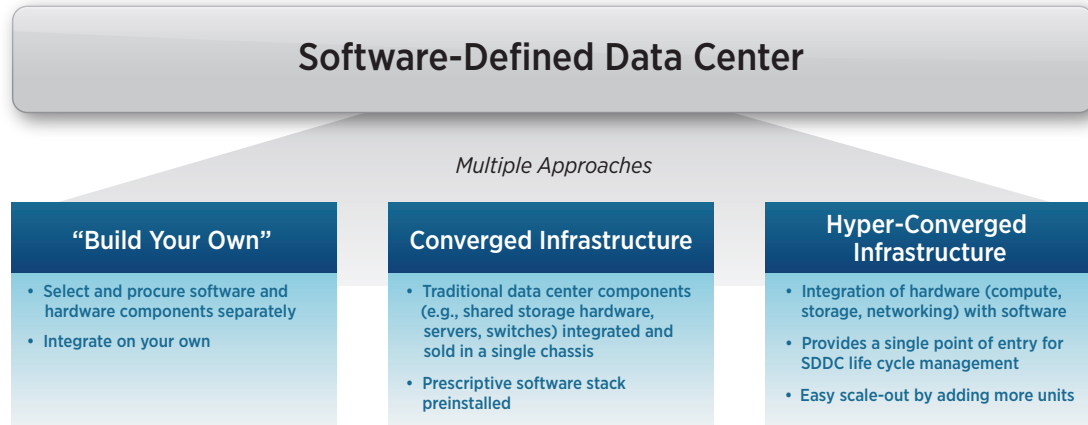 Software-Defined Data Center
Multiple Approaches
“Build Your Own”
• Select and procure software and
hardware components separately
• Integrate on your own
Converged Infrastructure
• Traditional data center components
(e.g., shared storage hardware,
servers, switches) integrated and
sold in a single chassis
• Prescriptive software stack
preinstalled
Hyper-Converged
Infrastructure
• Integration of hardware (compute,
storage, networking) with software
• Provides a single point of entry for
SDDC life cycle management
• Easy scale-out by adding more units